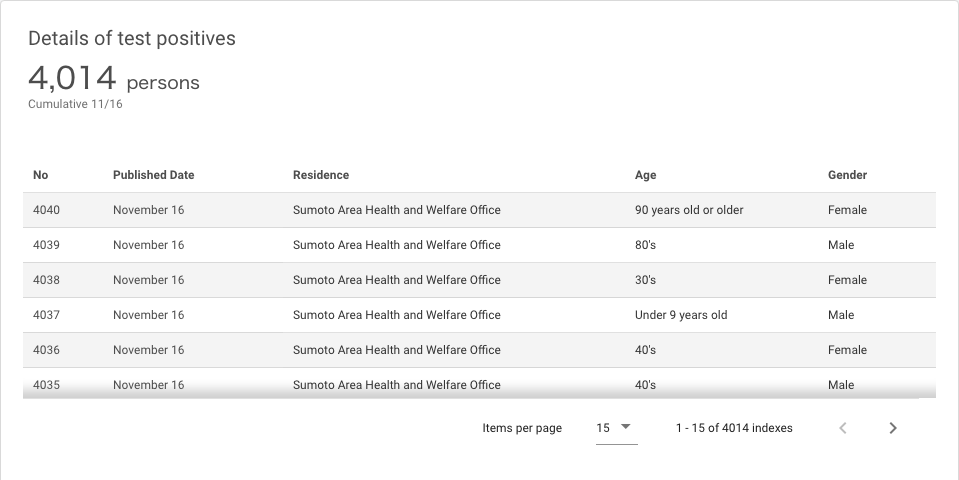 Details of test positives
4,014 persons
Cumulative 11/16
No Published Date Residence Age Gender
4040 November 16 Sumoto Area Health and Welfare Office 90 years old or older Female
4039 November 16 Sumoto Area Health and Welfare Office 80's Male
4038 November 16 Sumoto Area Health and Welfare Office 30's Female
4037 November 16 Sumoto Area Health and Welfare Office Under 9 years old Male
4036 November 16 Sumoto Area Health and Welfare Office 40's Female
4035 November 16 Sumoto Area Health and Welfare Office 40's Male
Items per page 15 1 - 15 of 4014 indexes